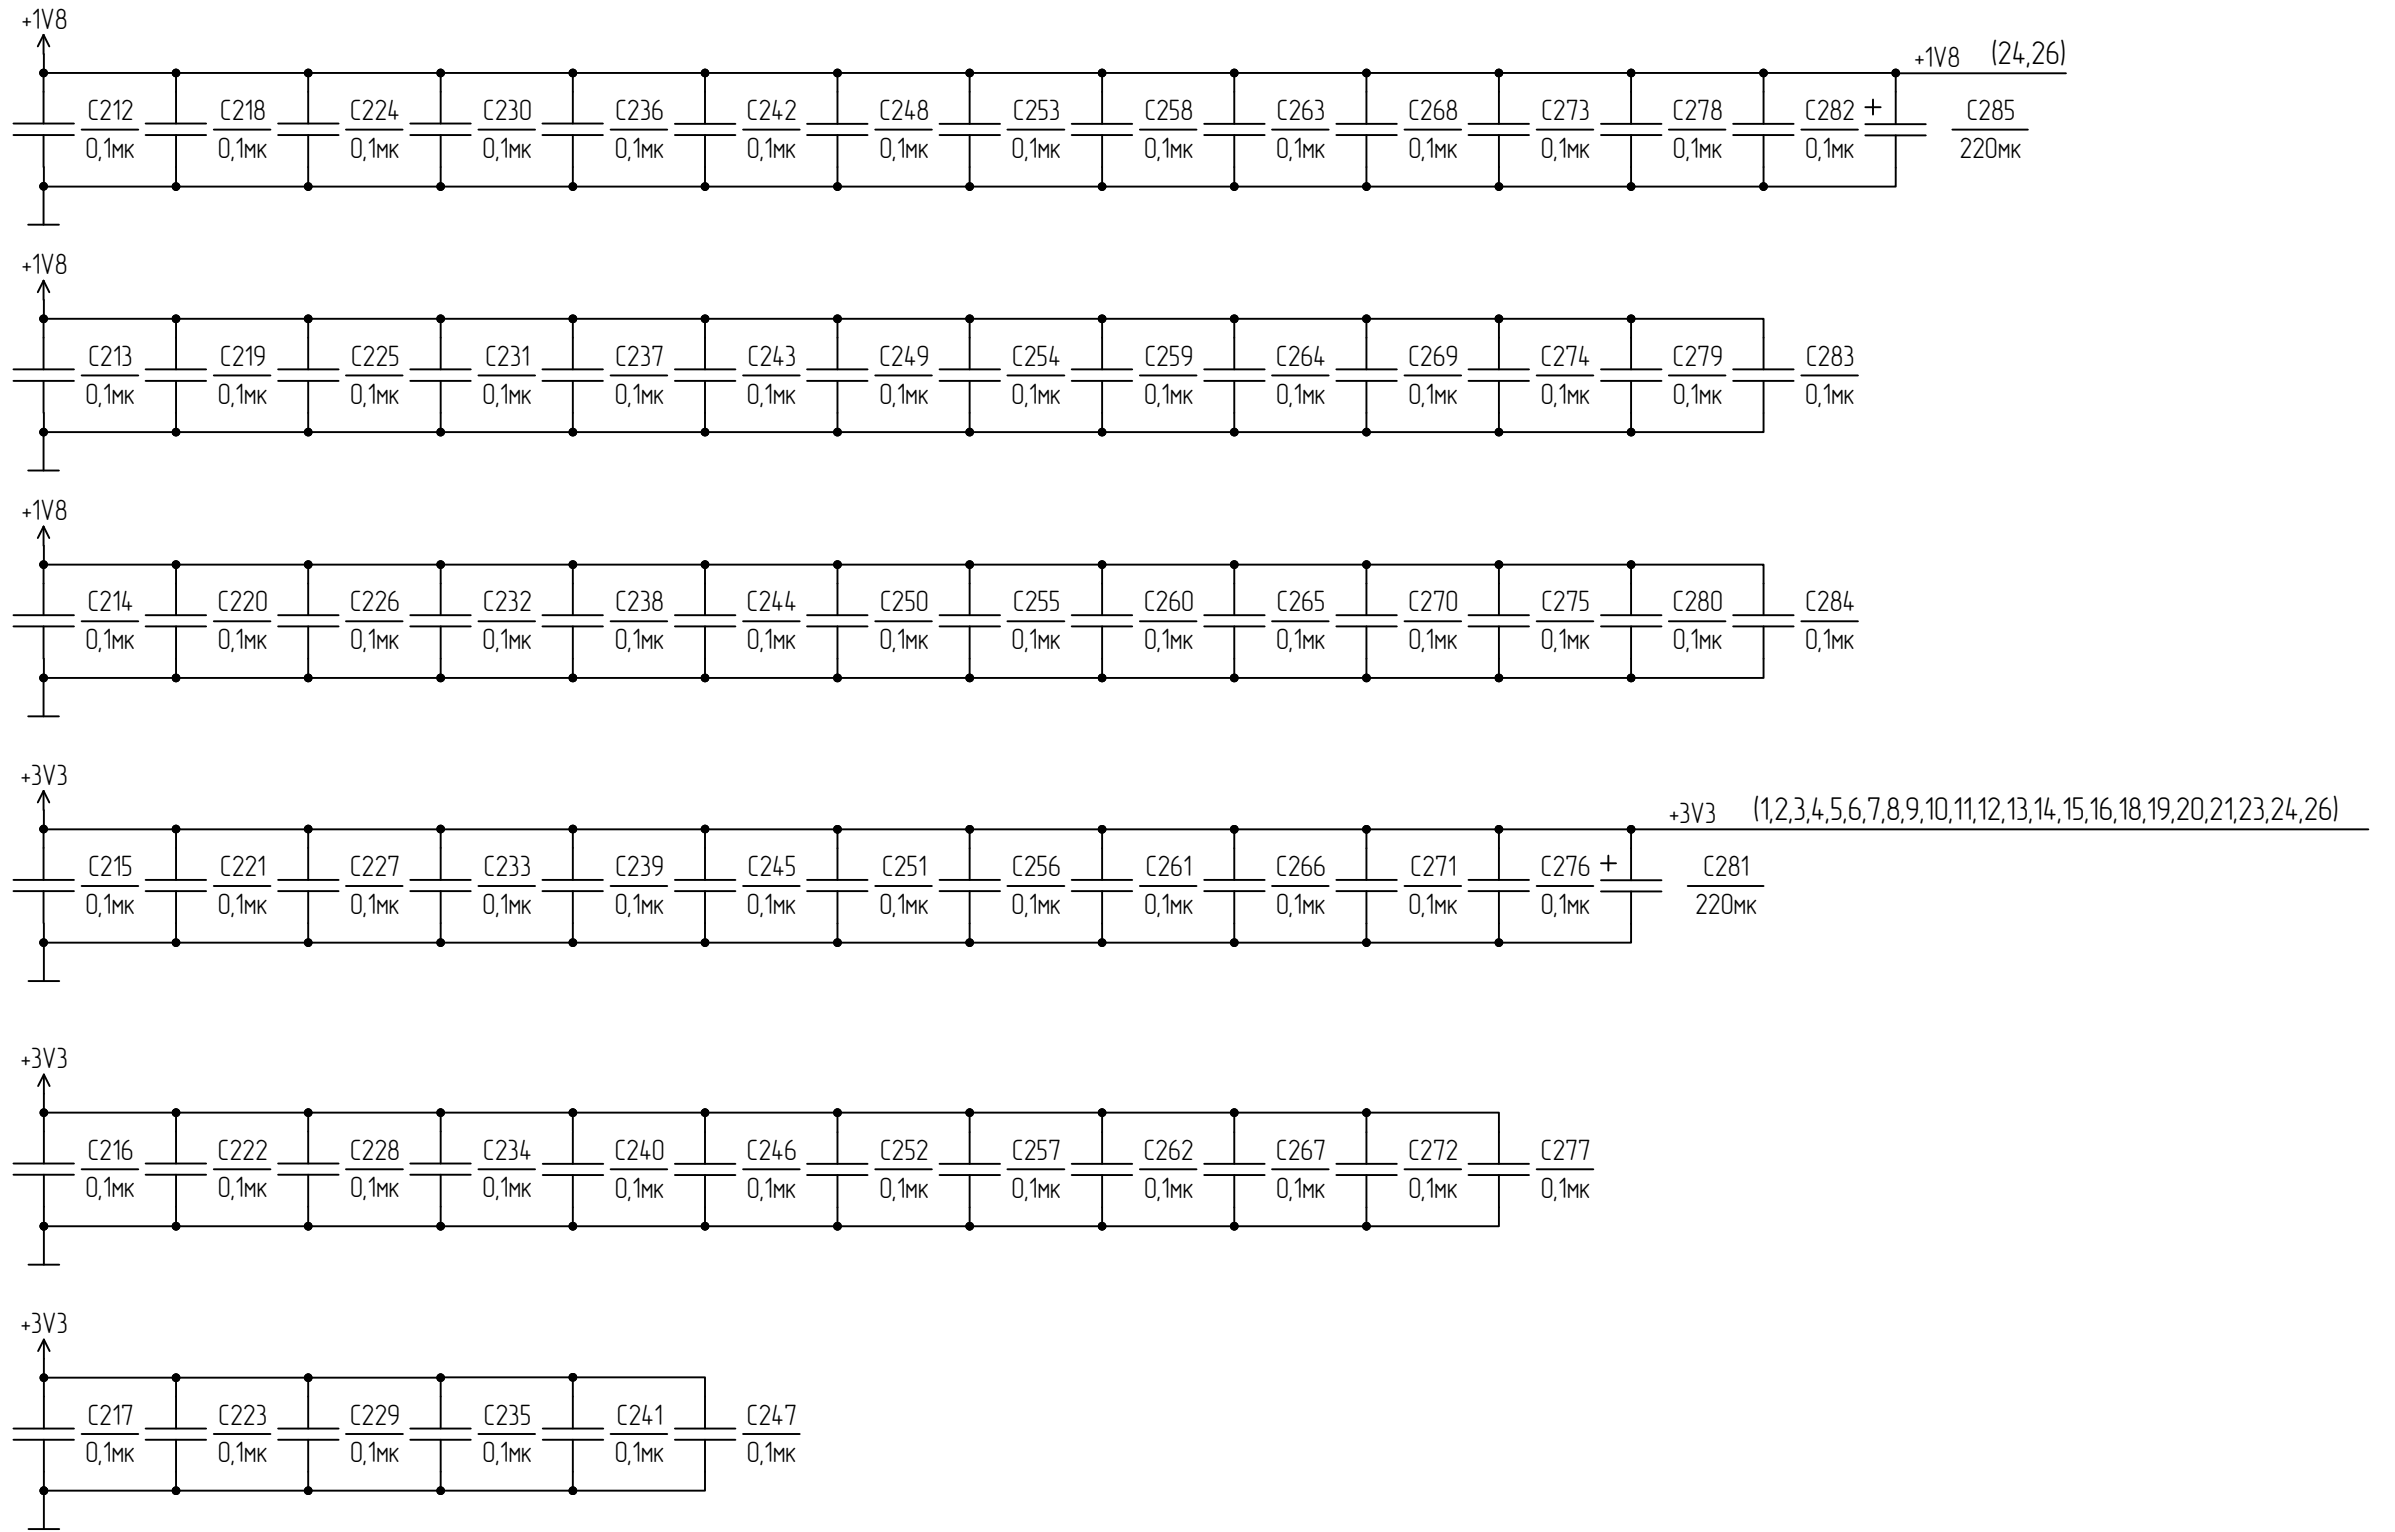 +1V8
+1V8 (24,26)
C212 C218 C224 C230 C236 C242 C248 C253 C258 C263 C268 C273 C278 C282 + C285
0,1мк 0,1мк 0,1мк 0,1мк 0,1мк 0,1мк 0,1мк 0,1мк 0,1мк 0,1мк 0,1мк 0,1мк 0,1мк 0,1мк 220мк
+1V8
C213 C219 C225 C231 C237 C243 C249 C254 C259 C264 C269 C274 C279 C283
0,1мк 0,1мк 0,1мк 0,1мк 0,1мк 0,1мк 0,1мк 0,1мк 0,1мк 0,1мк 0,1мк 0,1мк 0,1мк 0,1мк
+1V8
C214 C220 C226 C232 C238 C244 C250 C255 C260 C265 C270 C275 C280 C284
0,1мк 0,1мк 0,1мк 0,1мк 0,1мк 0,1мк 0,1мк 0,1мк 0,1мк 0,1мк 0,1мк 0,1мк 0,1мк 0,1мк
+3V3
+3V3 (1,2,3,4,5,6,7,8,9,10,11,12,13,14,15,16,18,19,20,21,23,24,26)
C215 C221 C227 C233 C239 C245 C251 C256 C261 C266 C271 C276 + C281
0,1мк 0,1мк 0,1мк 0,1мк 0,1мк 0,1мк 0,1мк 0,1мк 0,1мк 0,1мк 0,1мк 0,1мк 220мк
+3V3
C216 C222 C228 C234 C240 C246 C252 C257 C262 C267 C272 C277
0,1мк 0,1мк 0,1мк 0,1мк 0,1мк 0,1мк 0,1мк 0,1мк 0,1мк 0,1мк 0,1мк 0,1мк
+3V3
C217 C223 C229 C235 C241 C247
0,1мк 0,1мк 0,1мк 0,1мк 0,1мк 0,1мк